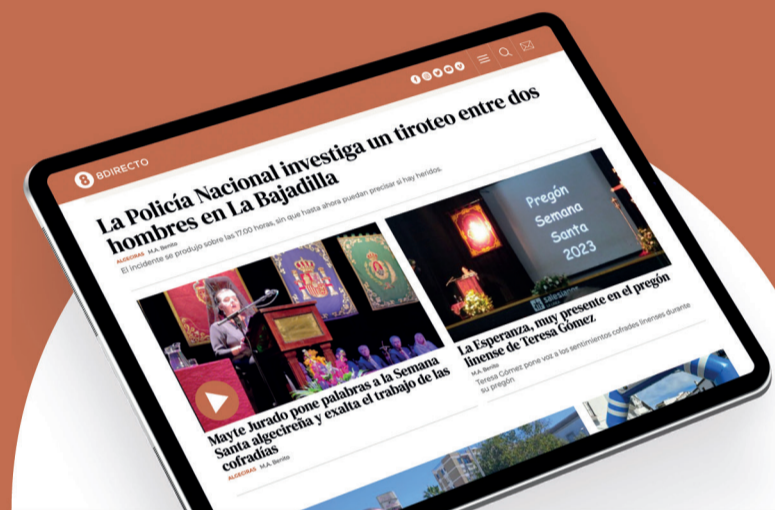 8 8DIRECTO
La Policía Nacional investiga un tiroteo entre dos
hombres en La Bajadilla
ALGECIRAS M.A. Benito
El incidente se produjo sobre las 17.00 horas, sin que hasta ahora puedan precisar si hay heridos.
Mayte Jurado pone palabras a la Semana
Santa algecireña y exalta el trabajo de las
cofradías
ALGECIRAS M.A. Benito
Pregón
Semana
Santa
2023
salesianos
La Esperanza, muy presente en el pregón
linense de Teresa Gómez
M.A. Benito
Teresa Gómez pone voz a los sentimientos cofrades linenses durante
su pregón